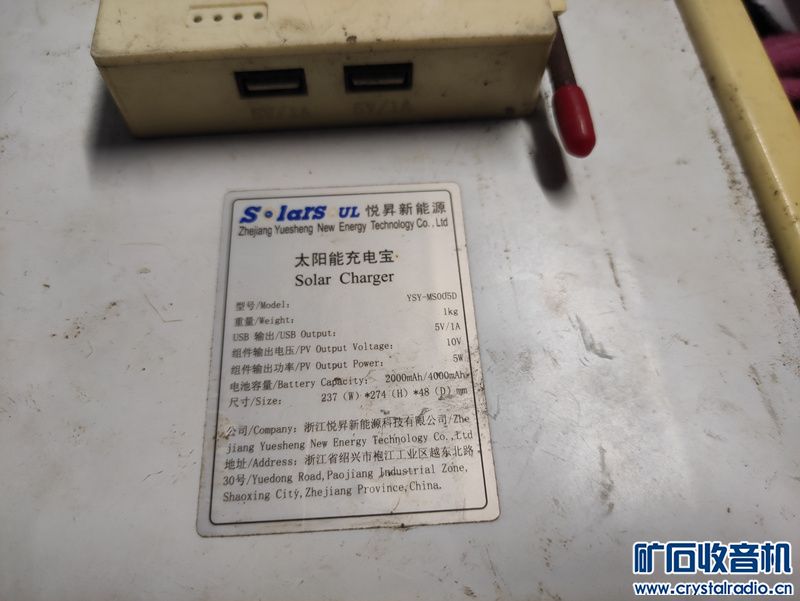 5V/1A 5V/1A
Solars UL 悦昇新能源
Zhejiang Yuesheng New Energy Technology Co.,Ltd
太阳能充电宝
Solar Charger
型号/Model: YSY-MS005D
重量/Weight: 1kg
USB 输出/USB Output: 5V/1A
组件输出电压/PV Output Voltage: 10V
组件输出功率/PV Output Power: 5W
电池容量/Battery Capacity: 2000mAh/4000mAh
尺寸/Size: 237 (W) *274 (H) *48 (D) mm
公司/Company: 浙江悦昇新能源科技有限公司/Zhe
jiang Yuesheng New Energy Technology Co.,Ltd
地址/Address: 浙江省绍兴市袍江工业区越东北路
30号/Yuedong Road,Paojiang Industrial Zone,
Shaoxing City,Zhejiang Province,China.
矿石收音机
www.crystalradio.cn